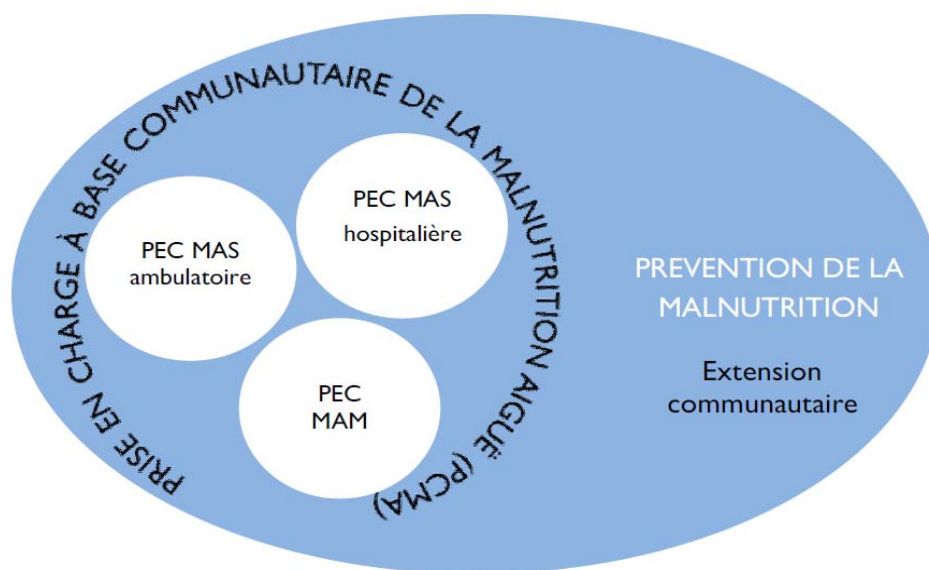 PRISE EN CHARGE À BASE COMMUNAUTAIRE DE LA MALNUTRITION AIGUË (PCMA)
PEC MAS
ambulatoire
PEC MAS
hospitalière
PEC
MAM
PREVENTION DE LA
MALNUTRITION
Extension
communautaire